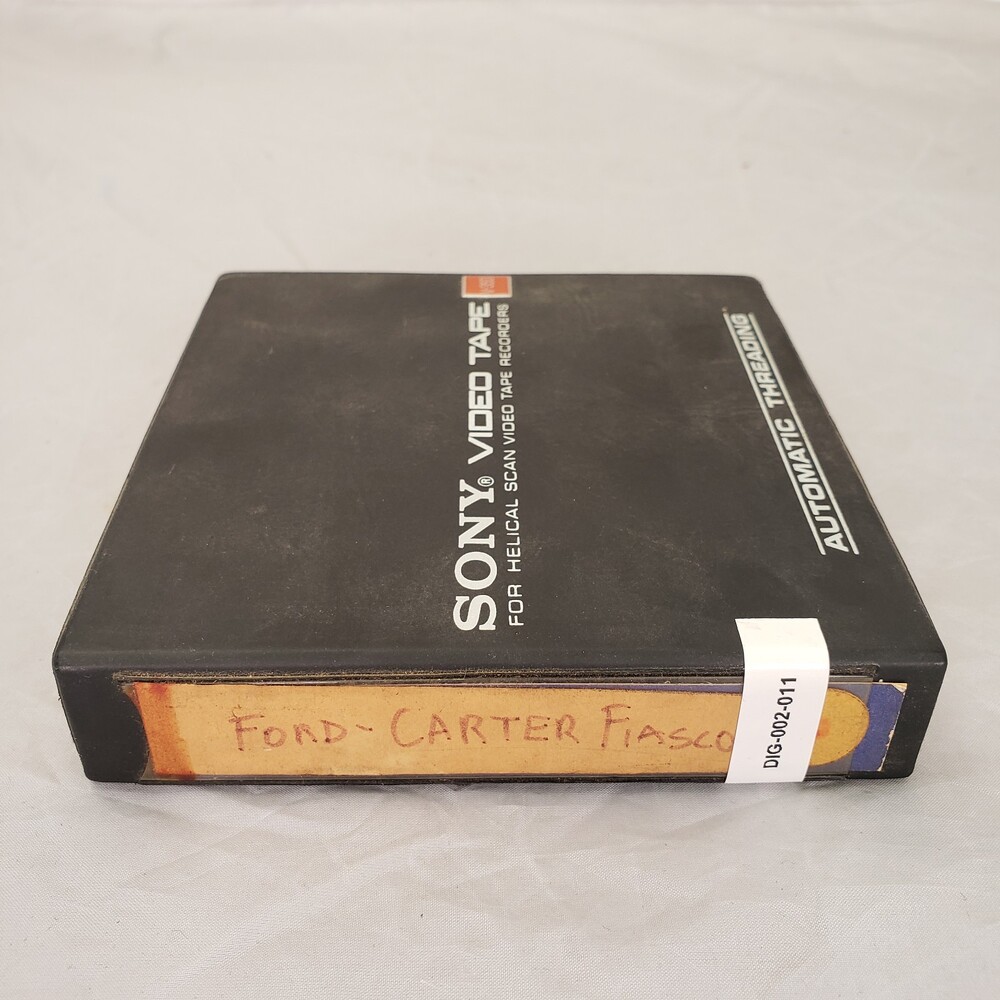 SONY® VIDEO TAPE
FOR HELICAL SCAN VIDEO TAPE RECORDERS
AUTOMATIC THREADING
FORD-CARTER FIASCO
DIG-002-011